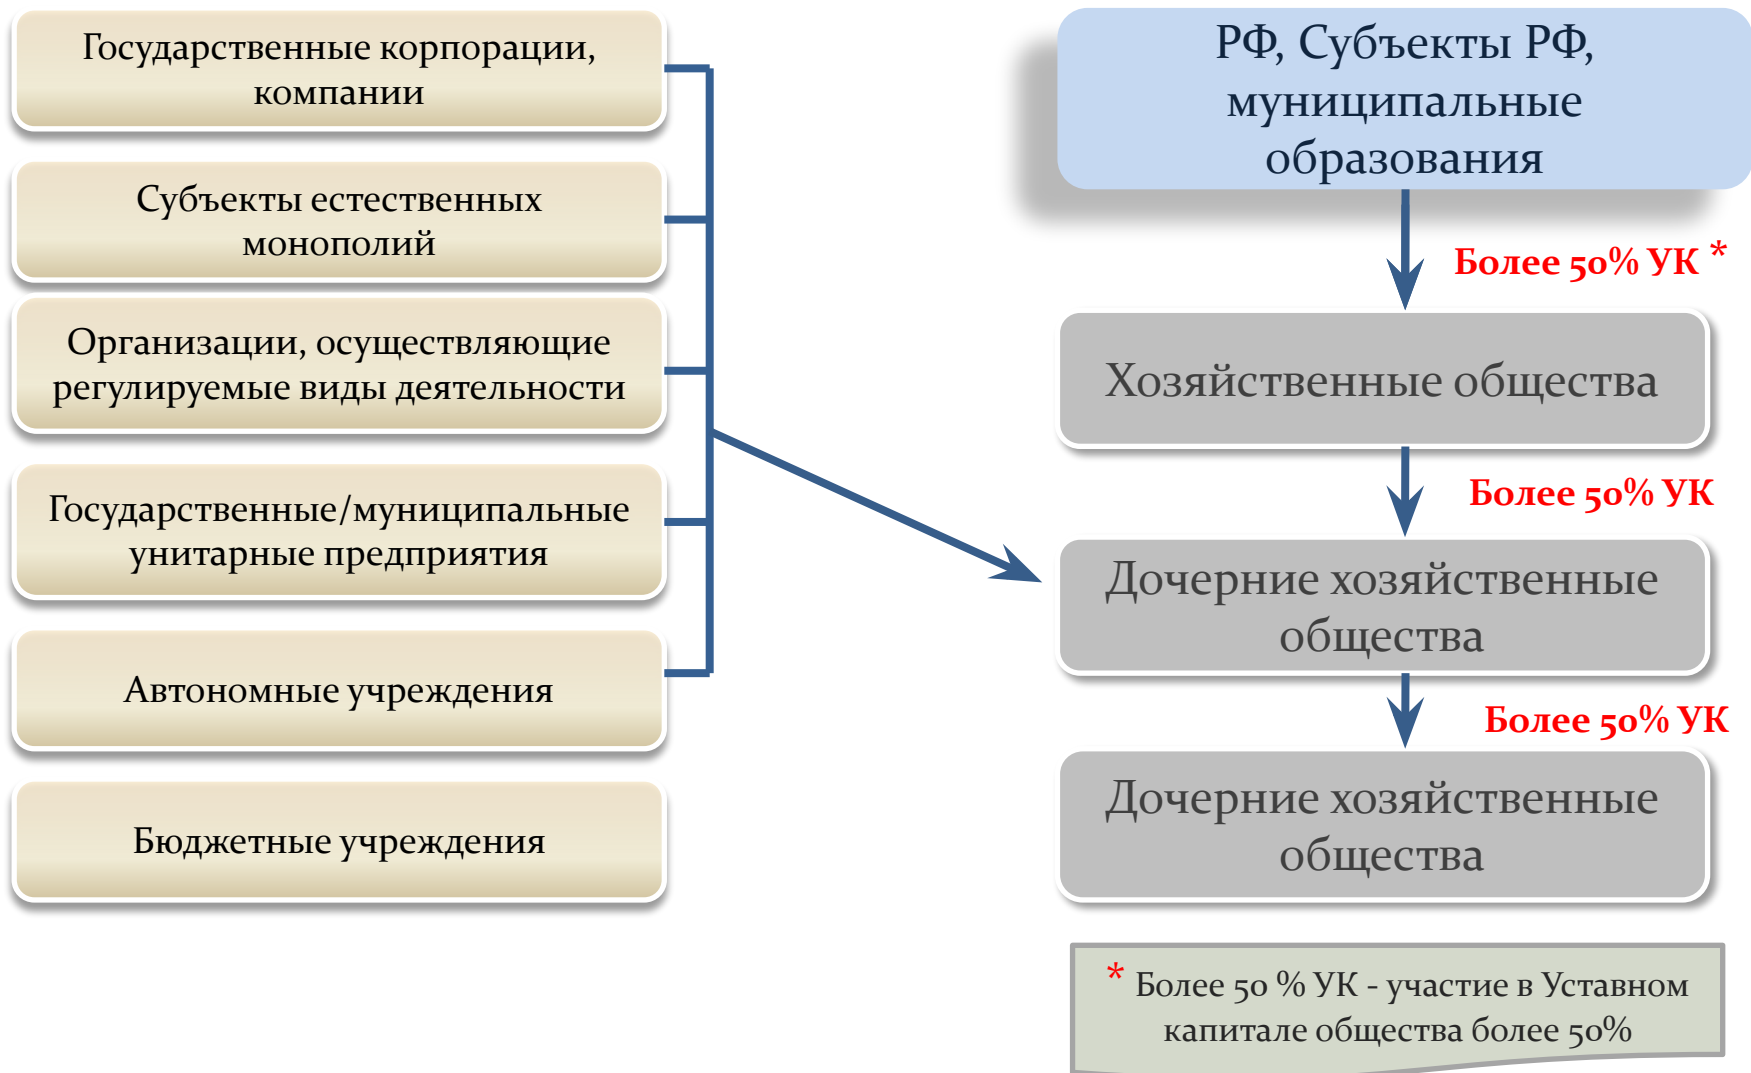 Государственные корпорации,
компании
Субъекты естественных
монополий
Организации, осуществляющие
регулируемые виды деятельности
Государственные/муниципальные
унитарные предприятия
Автономные учреждения
Бюджетные учреждения
РФ, Субъекты РФ,
муниципальные
образования
Более 50% УК *
Хозяйственные общества
Более 50% УК
Дочерние хозяйственные
общества
Более 50% УК
Дочерние хозяйственные
общества
* Более 50 % УК - участие в Уставном
капитале общества более 50%